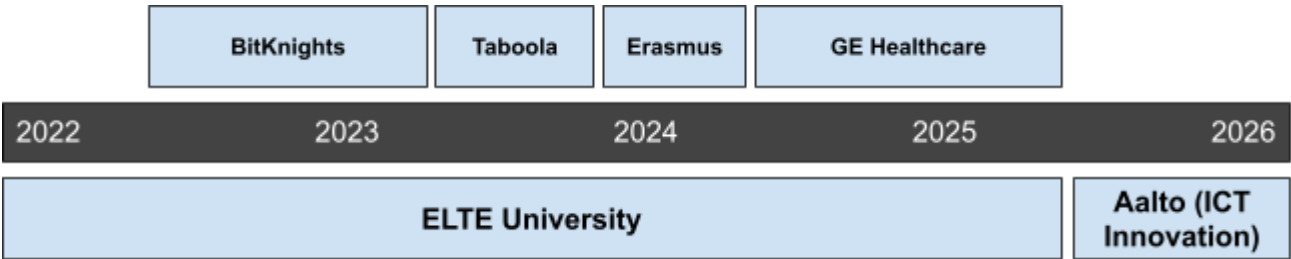 BitKnights Taboola Erasmus GE Healthcare
2022 2023 2024 2025 2026
ELTE University
Aalto (ICT
Innovation)